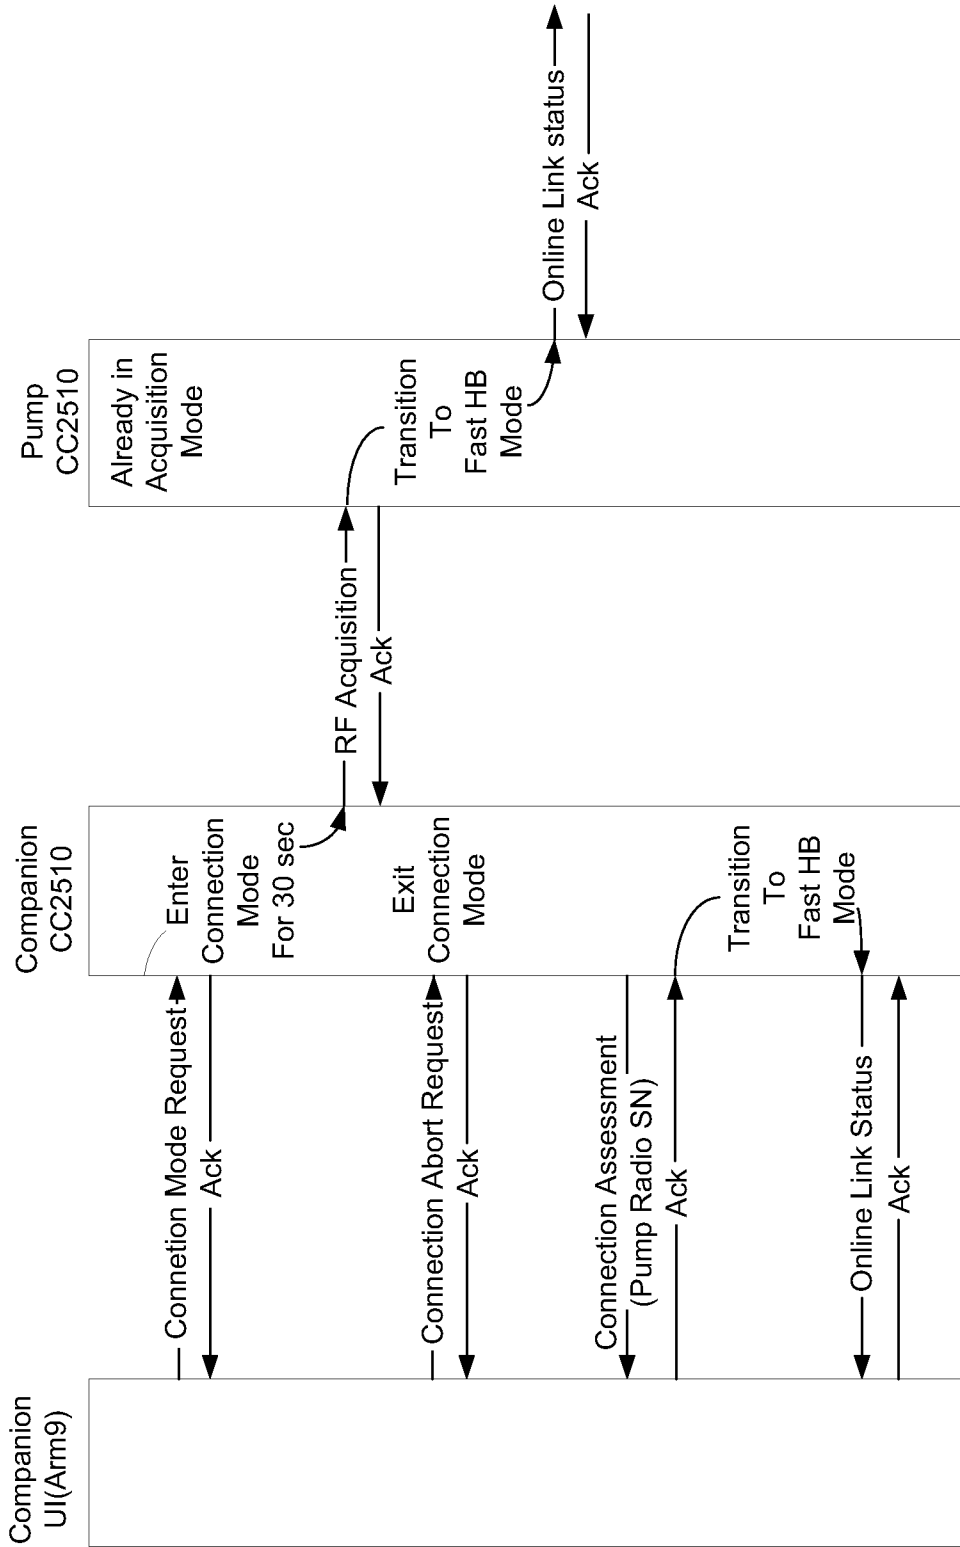 Companion
UI(Arm9)
Connetion Mode Request
Ack
Connection Abort Request
Ack
Connection Assessment
(Pump Radio SN)
Ack
Online Link Status
Ack
Companion
CC2510
Enter
Connection
Mode
For 30 sec
Exit
Connection
Mode
Transition
To
Fast HB
Mode
RF Acquisition
Ack
Pump
CC2510
Already in
Acquisition
Mode
Transition
To
Fast HB
Mode
Online Link status
Ack